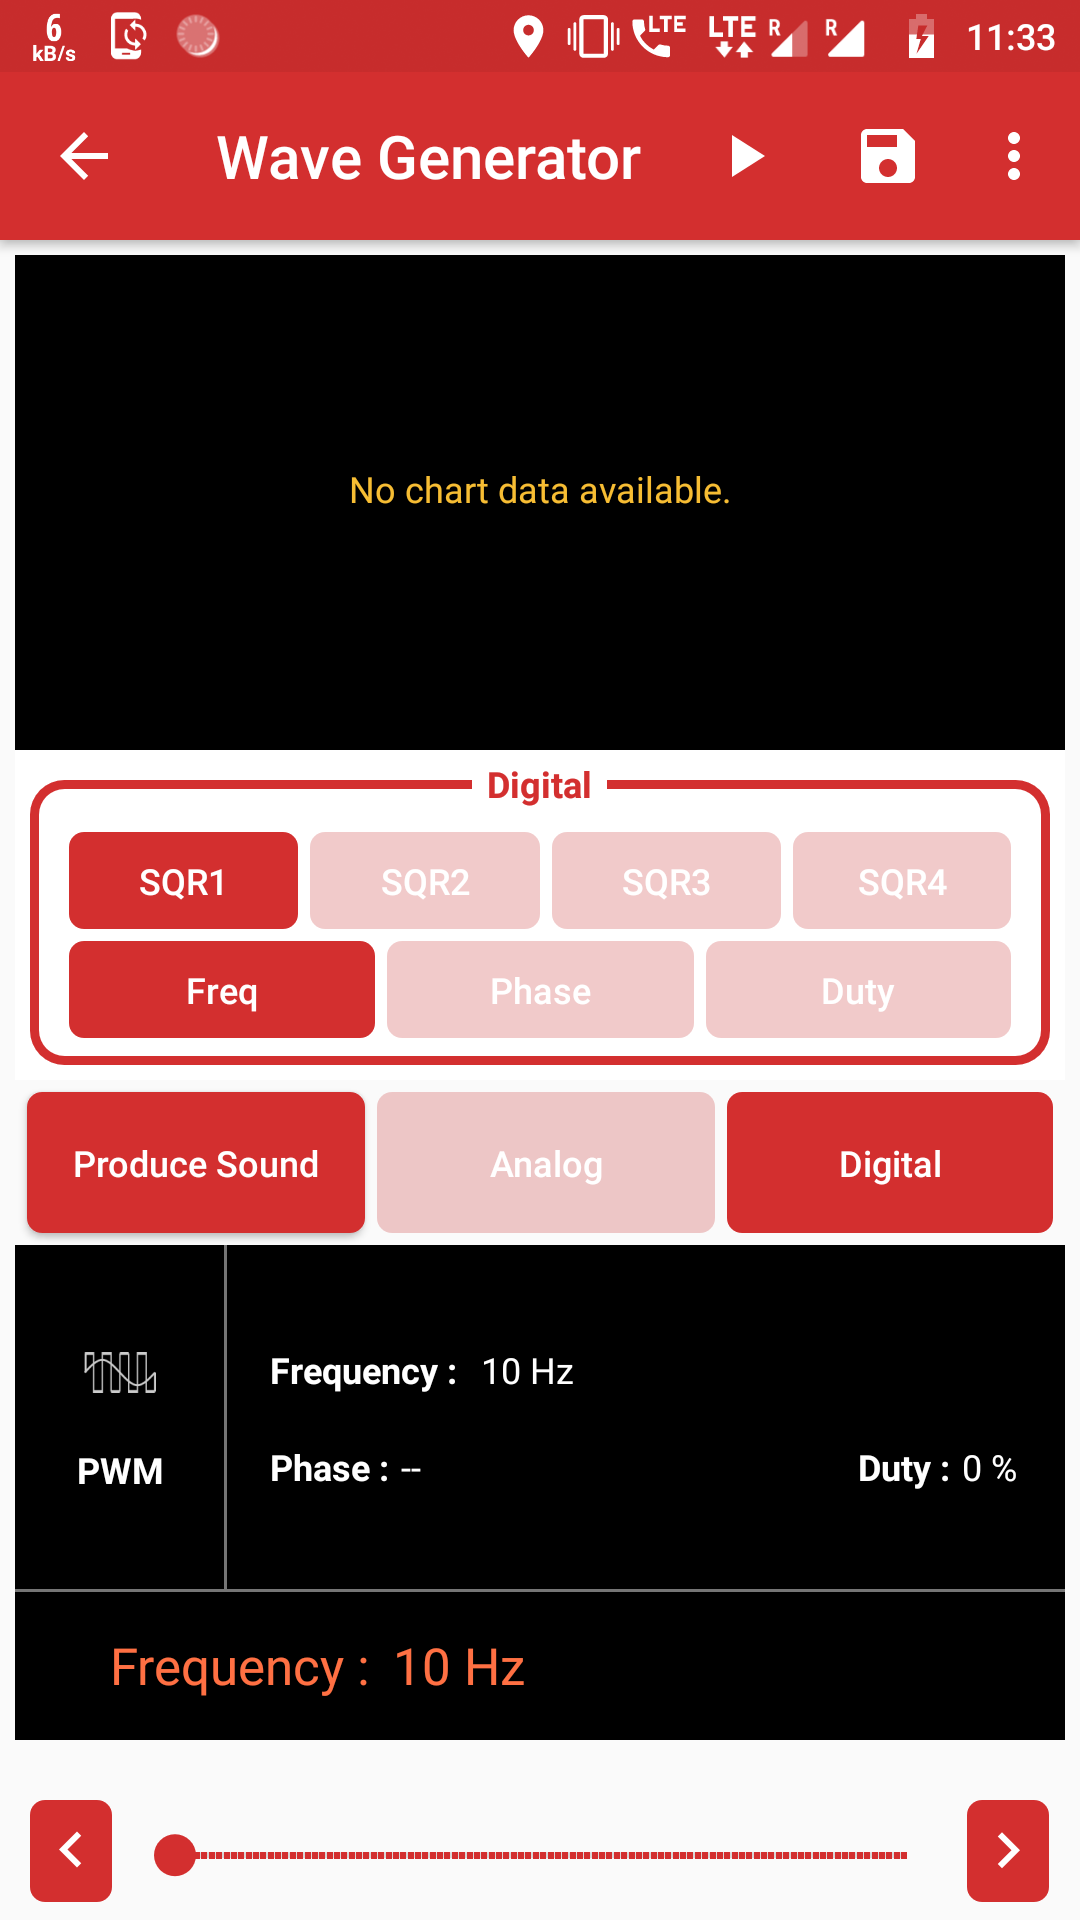 6
kB/s
LTE
LTE
R
R
11:33
Wave Generator
No chart data available.
Digital
SQR1 SQR2 SQR3 SQR4
Freq Phase Duty
Produce Sound Analog Digital
Frequency : 10 Hz
PWM
Phase : -- Duty : 0 %
Frequency : 10 Hz